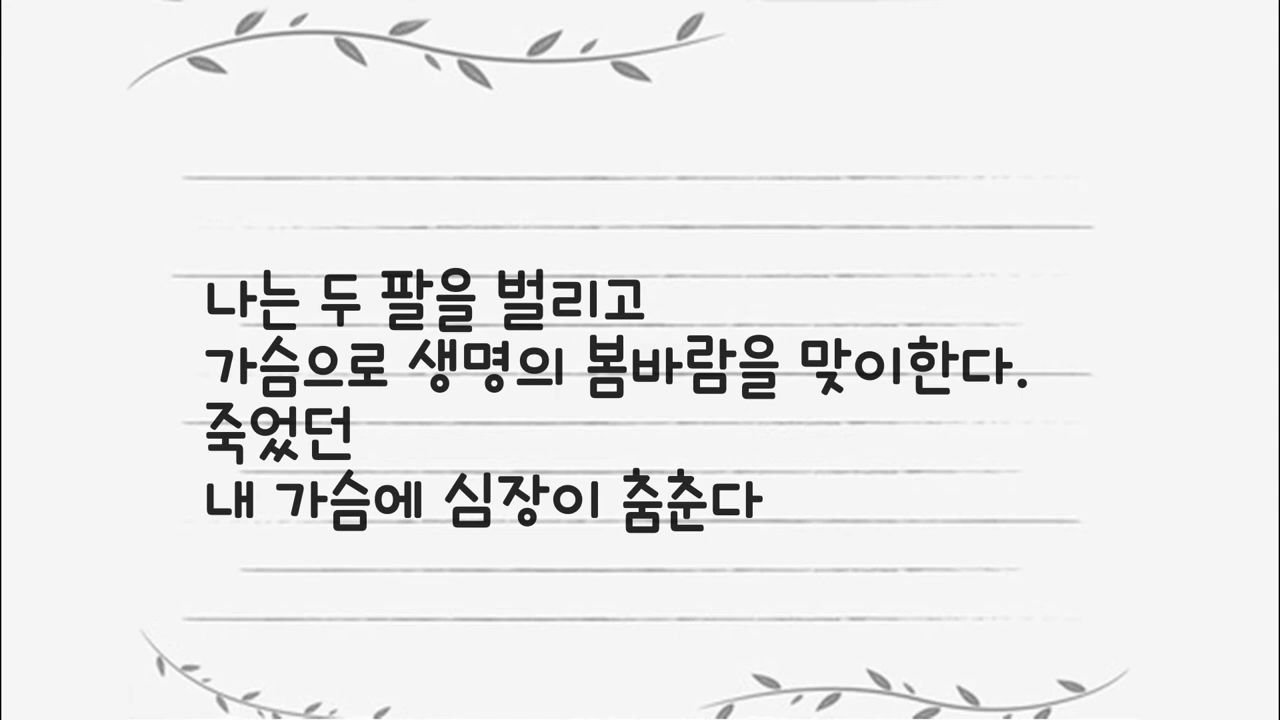 나는 두 팔을 벌리고
가슴으로 생명의 봄바람을 맞이한다.
죽었던
내 가슴에 심장이 춤춘다